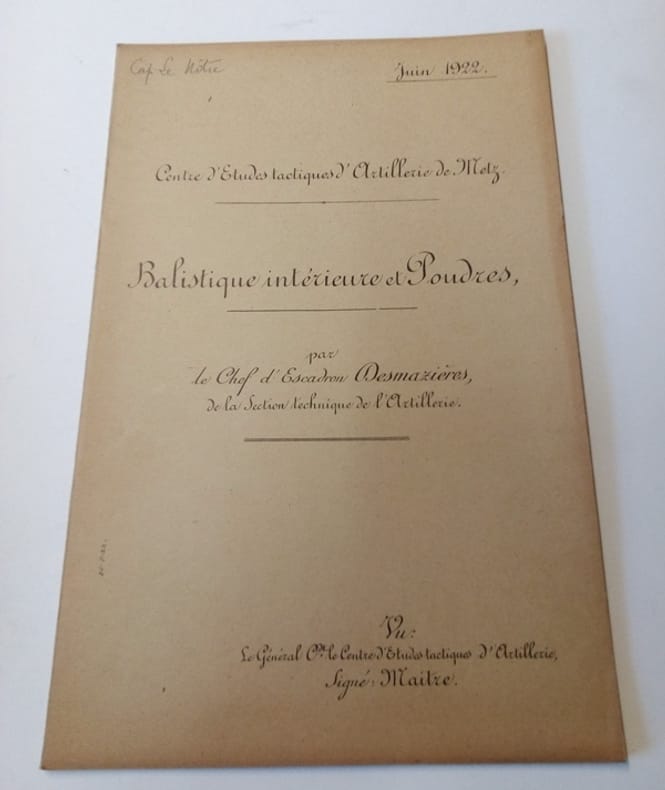 Cap Le Nôtre
Juin 1922.
Centre d'Etudes tactiques d'Artillerie de Metz.
Balistique intérieure et Poudres,
par
le Chef d'Escadron Desmazières,
de la Section technique de l'Artillerie.
Vu:
Le Général Ct. le Centre d'Etudes tactiques d'Artillerie,
Signé: Maitre.